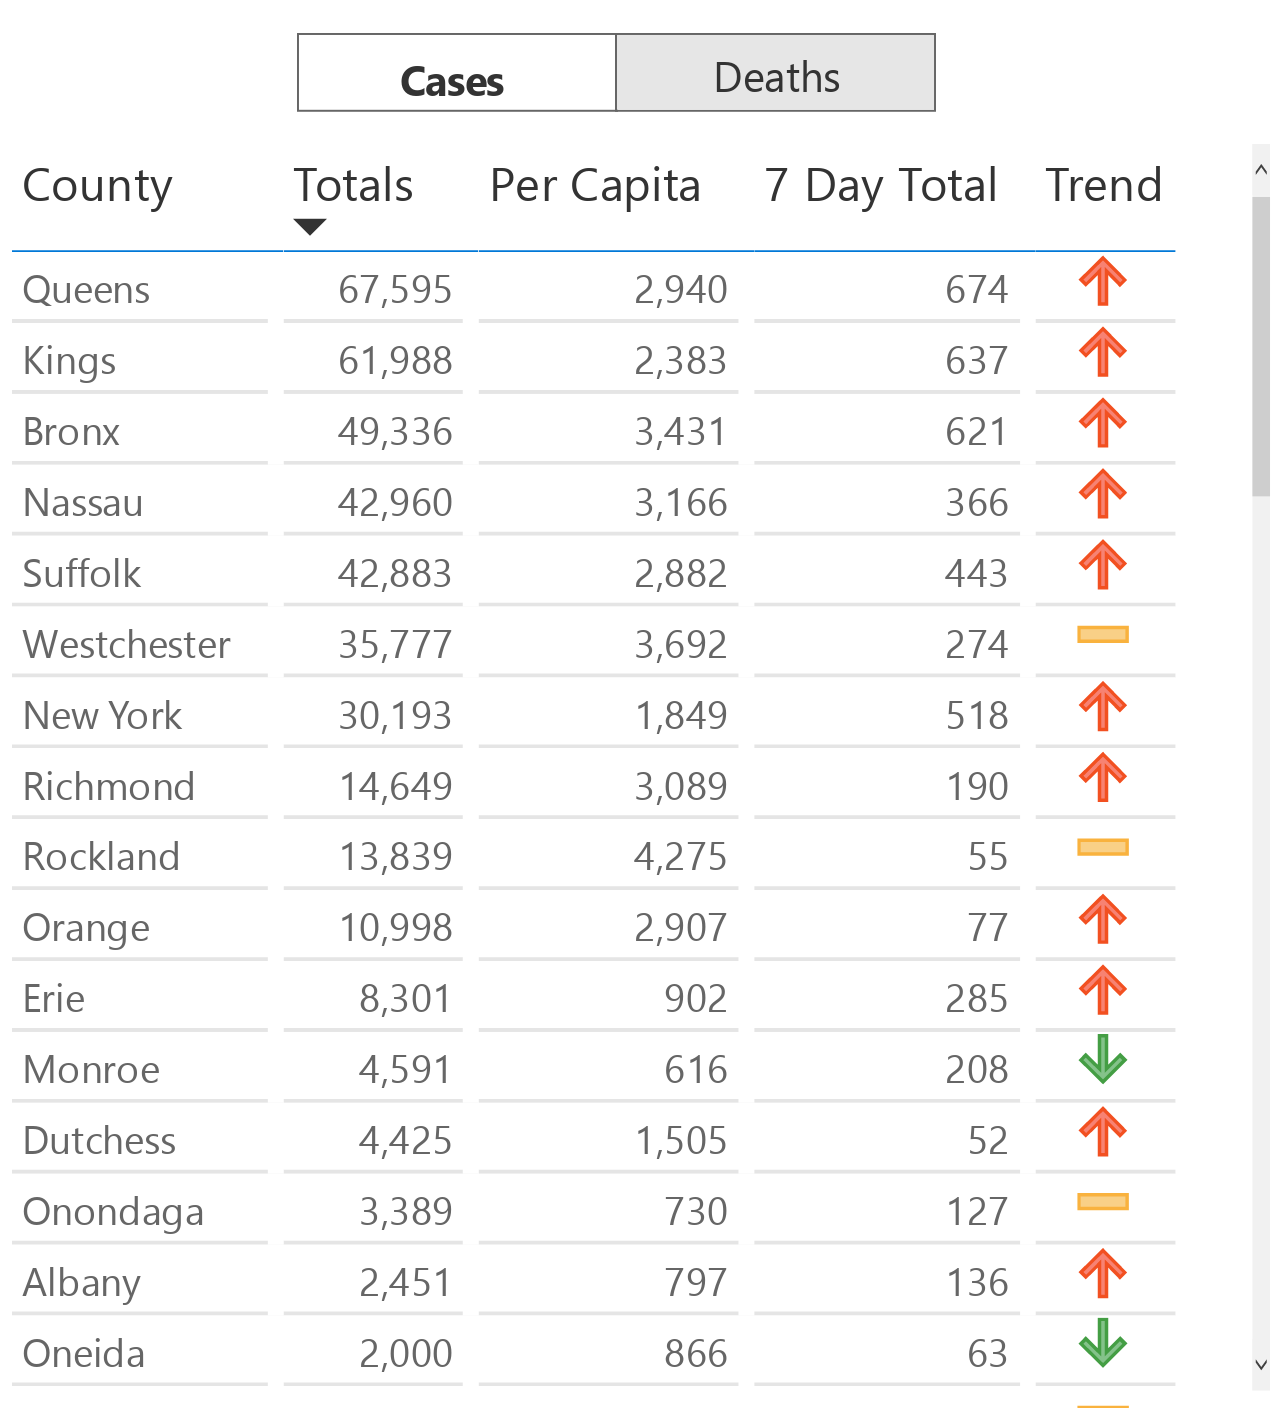 Cases Deaths
County Totals Per Capita 7 Day Total Trend
Queens 67,595 2,940 674
Kings 61,988 2,383 637
Bronx 49,336 3,431 621
Nassau 42,960 3,166 366
Suffolk 42,883 2,882 443
Westchester 35,777 3,692 274
New York 30,193 1,849 518
Richmond 14,649 3,089 190
Rockland 13,839 4,275 55
Orange 10,998 2,907 77
Erie 8,301 902 285
Monroe 4,591 616 208
Dutchess 4,425 1,505 52
Onondaga 3,389 730 127
Albany 2,451 797 136
Oneida 2,000 866 63